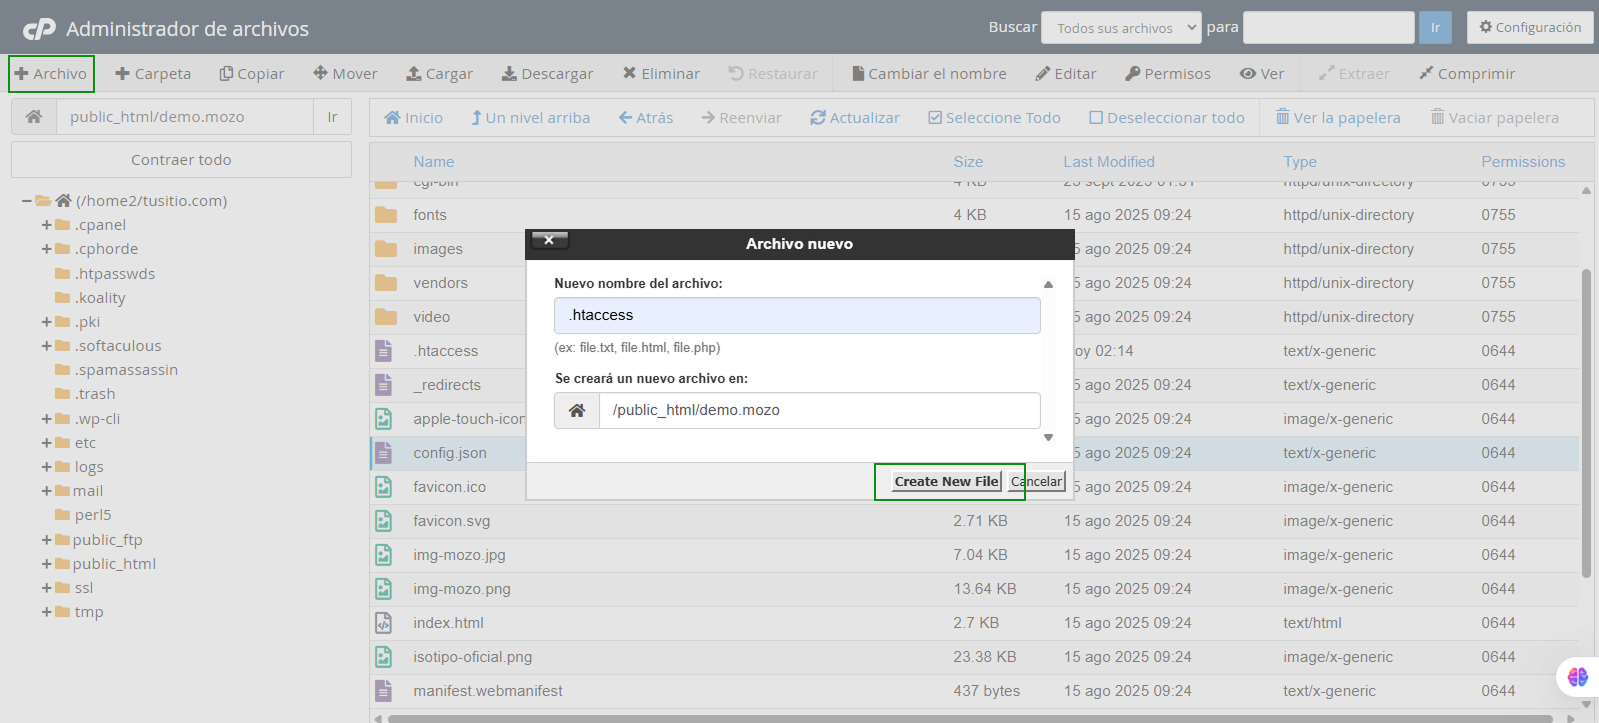 cP Administrador de archivos
Buscar Todos sus archivos para Ir Configuración
Archivo Carpeta Copiar Mover Cargar Descargar Eliminar Restaurar Cambiar el nombre Editar Permisos Ver Extraer Comprimir
public_html/demo.mozo Ir
Inicio Un nivel arriba Atrás Reenviar Actualizar Seleccione Todo Deseleccionar todo Ver la papelera Vaciar papelera
Contraer todo
(/home2/tusitio.com)
.cpanel
.cphorde
.htpasswds
.koality
.pki
.softaculous
.spamassassin
.trash
.wp-cli
etc
logs
mail
perl5
public_ftp
public_html
ssl
tmp
Name Size Last Modified Type Permissions
cgi-bin 4 KB 25 sept 2018 01:51 httpd/unix-directory 0755
fonts 4 KB 15 ago 2025 09:24 httpd/unix-directory 0755
images 5 ago 2025 09:24 httpd/unix-directory 0755
vendors 5 ago 2025 09:24 httpd/unix-directory 0755
video 5 ago 2025 09:24 httpd/unix-directory 0755
.htaccess oy 02:14 text/x-generic 0644
_redirects 5 ago 2025 09:24 text/x-generic 0644
apple-touch-icon 5 ago 2025 09:24 image/x-generic 0644
config.json 5 ago 2025 09:24 text/x-generic 0644
favicon.ico 5 ago 2025 09:24 image/x-generic 0644
favicon.svg 2.71 KB 15 ago 2025 09:24 image/x-generic 0644
img-mozo.jpg 7.04 KB 15 ago 2025 09:24 image/x-generic 0644
img-mozo.png 13.64 KB 15 ago 2025 09:24 image/x-generic 0644
index.html 2.7 KB 15 ago 2025 09:24 text/html 0644
isotipo-oficial.png 23.38 KB 15 ago 2025 09:24 image/x-generic 0644
manifest.webmanifest 437 bytes 15 ago 2025 09:24 text/x-generic 0644
Archivo nuevo
Nuevo nombre del archivo:
.htaccess
(ex: file.txt, file.html, file.php)
Se creará un nuevo archivo en:
/public_html/demo.mozo
Create New File Cancelar